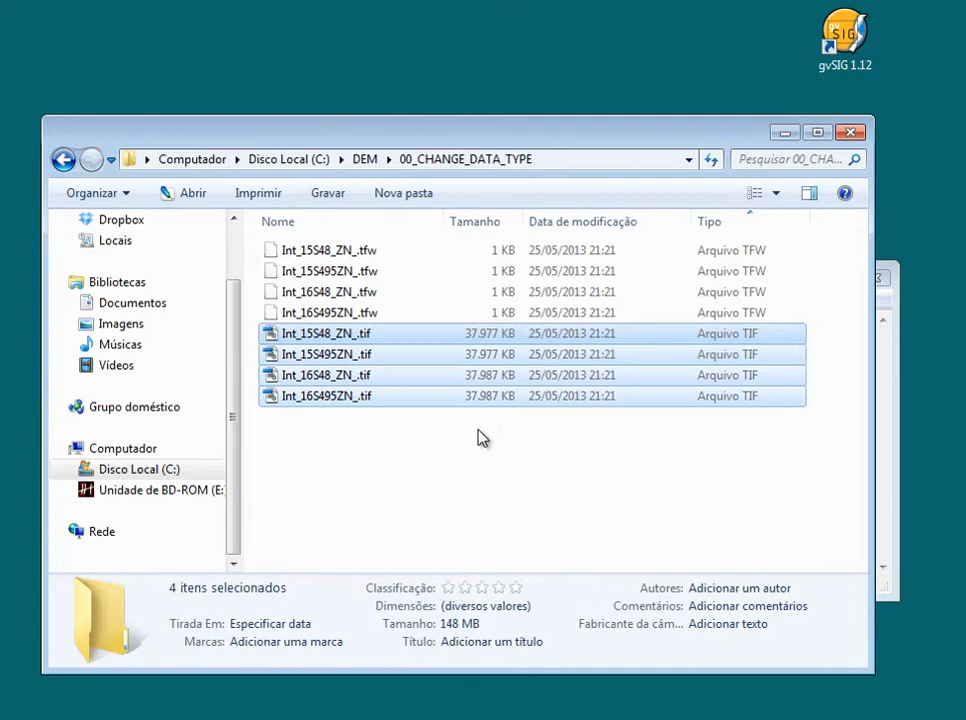 gv
SIG
gvSIG 1.12
Computador
Disco Local (C:)
DEM
00_CHANGE_DATA_TYPE
Pesquisar 00_CHA...
Organizar
Abrir
Imprimir
Gravar
Nova pasta
Nome
Tamanho
Data de modificação
Tipo
Dropbox
Locais
Bibliotecas
Documentos
Imagens
Músicas
Vídeos
Grupo doméstico
Computador
Disco Local (C:)
Unidade de BD-ROM (E:
Rede
Int_15S48_ZN_.tfw 1 KB 25/05/2013 21:21 Arquivo TFW
Int_15S495ZN_.tfw 1 KB 25/05/2013 21:21 Arquivo TFW
Int_16S48_ZN_.tfw 1 KB 25/05/2013 21:21 Arquivo TFW
Int_16S495ZN_.tfw 1 KB 25/05/2013 21:21 Arquivo TFW
Int_15S48_ZN_.tif 37.977 KB 25/05/2013 21:21 Arquivo TIF
Int_15S495ZN_.tif 37.977 KB 25/05/2013 21:21 Arquivo TIF
Int_16S48_ZN_.tif 37.987 KB 25/05/2013 21:21 Arquivo TIF
Int_16S495ZN_.tif 37.987 KB 25/05/2013 21:21 Arquivo TIF
4 itens selecionados
Tirada Em: Especificar data
Marcas: Adicionar uma marca
Classificação:
Dimensões: (diversos valores)
Tamanho: 148 MB
Título: Adicionar um título
Autores: Adicionar um autor
Comentários: Adicionar comentários
Fabricante da câm... Adicionar texto